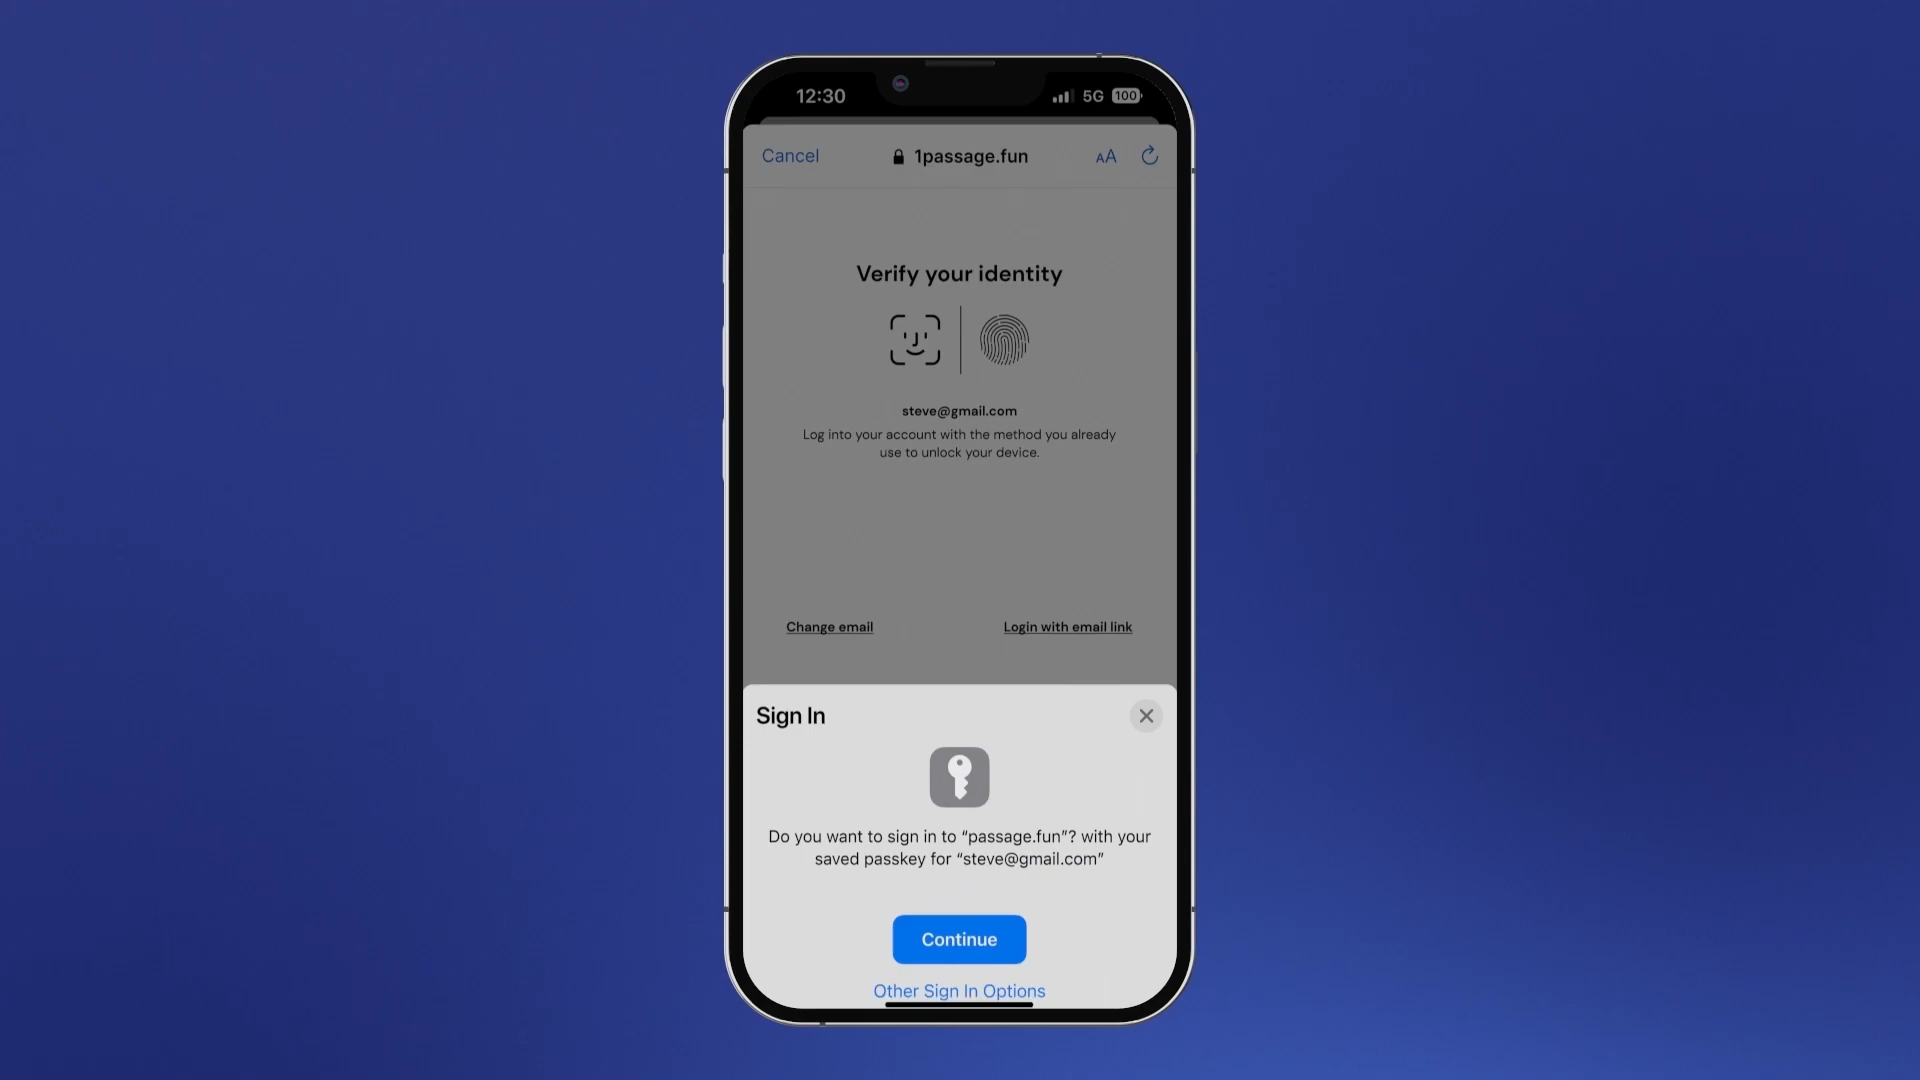 12:30
5G 100
Cancel
1passage.fun
AA
Verify your identity
steve@gmail.com
Log into your account with the method you already
use to unlock your device.
Change email
Login with email link
Sign In
Do you want to sign in to “passage.fun”? with your
saved passkey for “steve@gmail.com”
Continue
Other Sign In Options